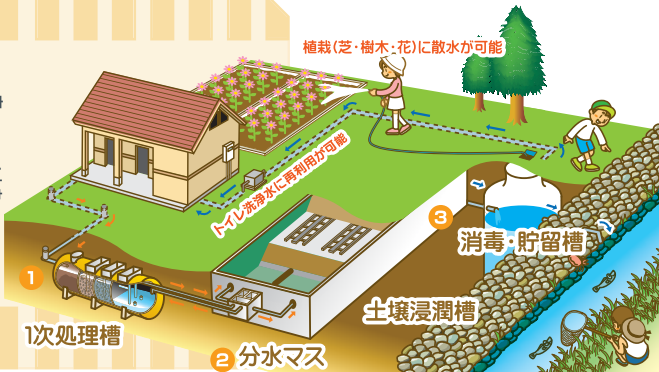 植栽(芝・樹木・花)に散水が可能
トイレ洗浄水に再利用が可能
1
1次処理槽
2 分水マス
土壌浸潤槽
3
消毒・貯留槽